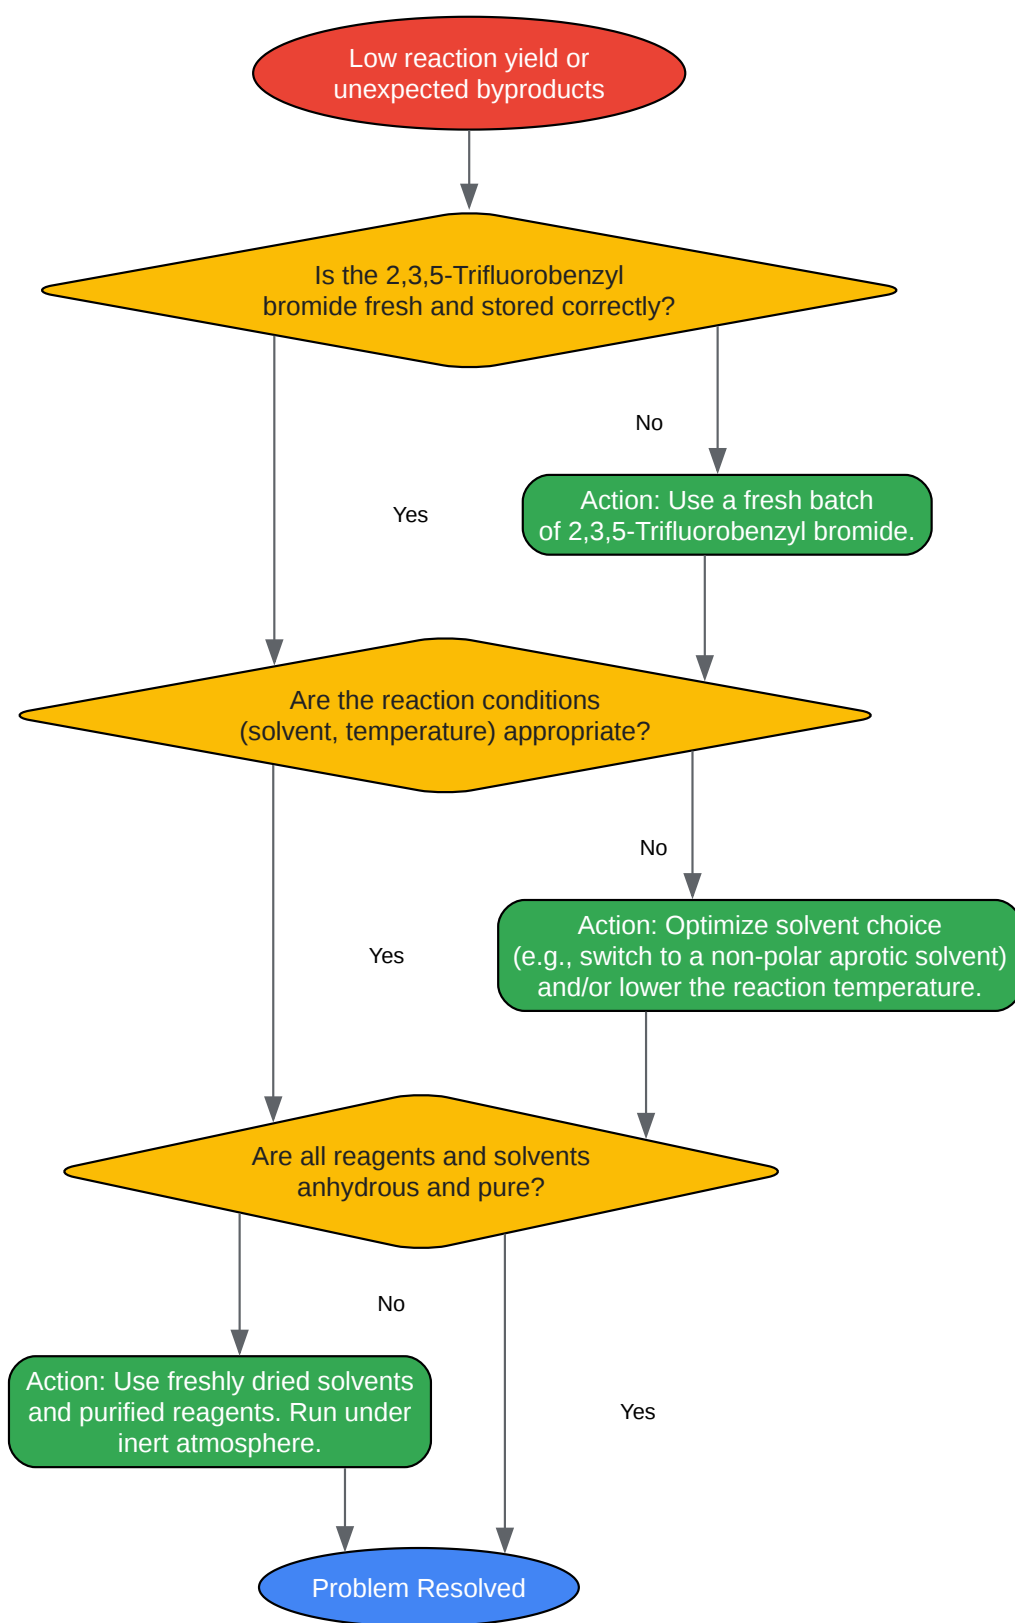 Low reaction yield or
unexpected byproducts
Is the 2,3,5-Trifluorobenzyl
bromide fresh and stored correctly?
No
Yes
Action: Use a fresh batch
of 2,3,5-Trifluorobenzyl bromide.
Are the reaction conditions
(solvent, temperature) appropriate?
No
Yes
Action: Optimize solvent choice
(e.g., switch to a non-polar aprotic solvent)
and/or lower the reaction temperature.
Are all reagents and solvents
anhydrous and pure?
No
Action: Use freshly dried solvents
and purified reagents. Run under
inert atmosphere.
Yes
Problem Resolved